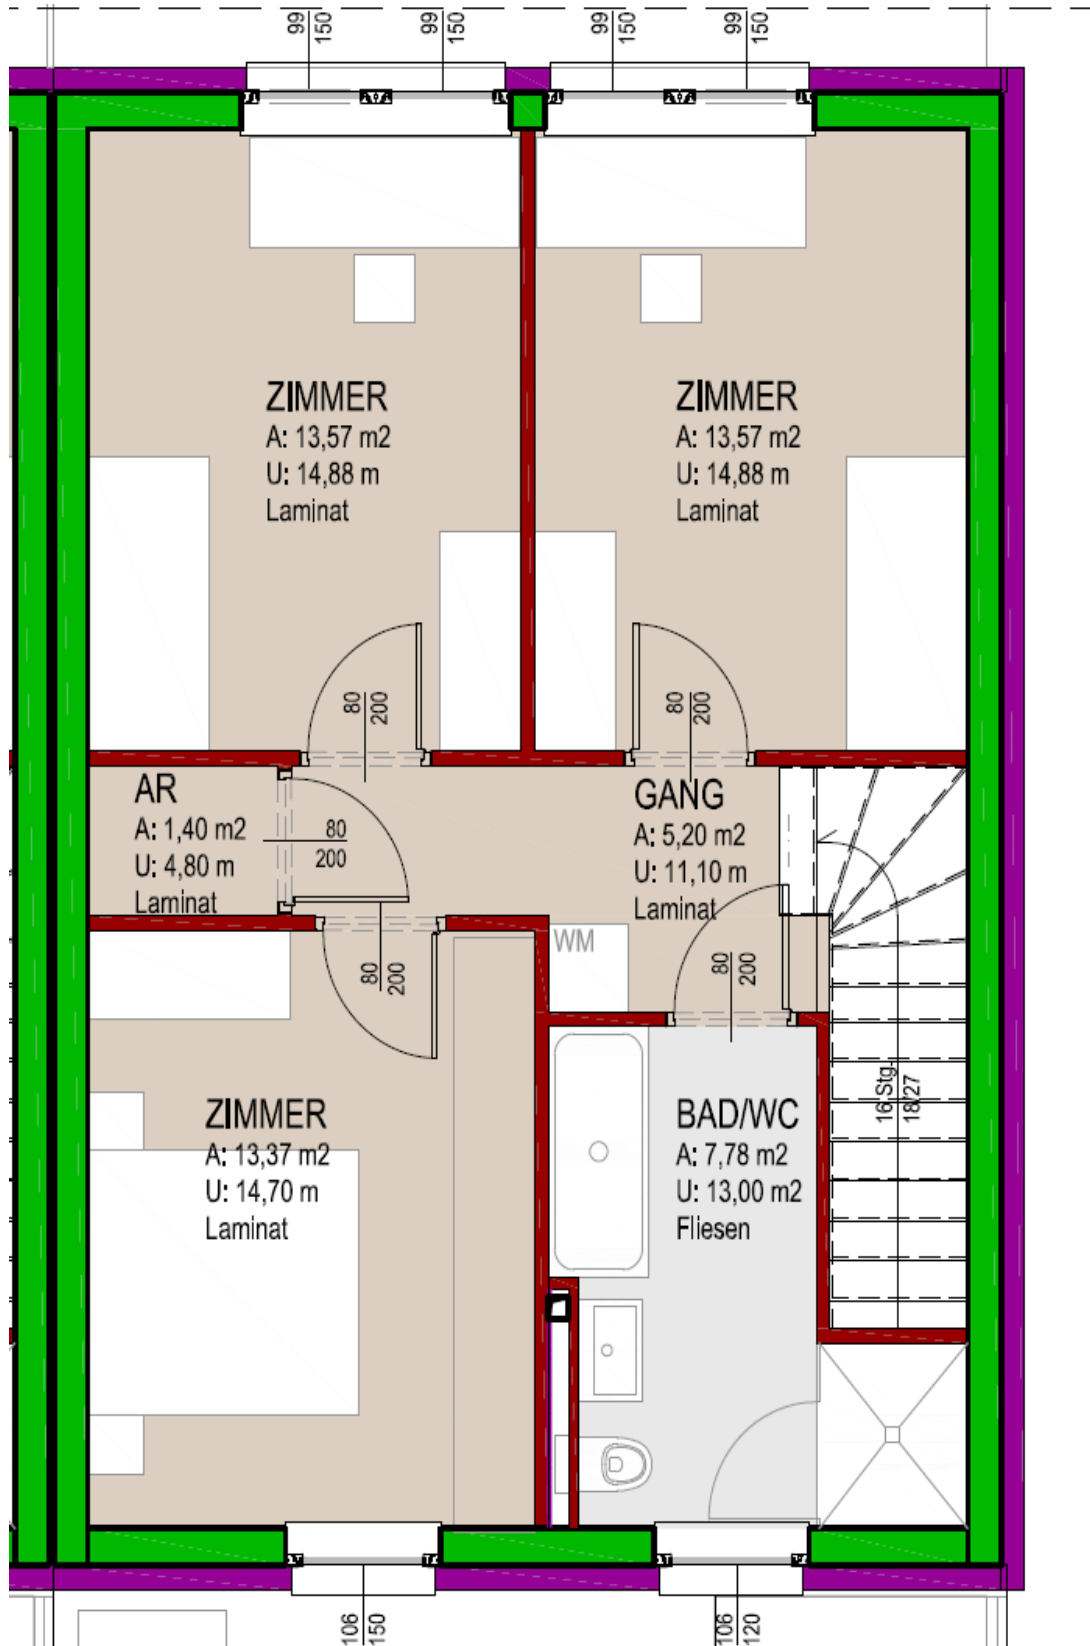 99
150
99
150
99
150
99
150
ZIMMER
A: 13,57 m2
U: 14,88 m
Laminat
ZIMMER
A: 13,57 m2
U: 14,88 m
Laminat
80
200
80
200
AR
A: 1,40 m2
U: 4,80 m
Laminat
80
200
GANG
A: 5,20 m2
U: 11,10 m
Laminat
WM
80
200
80
200
ZIMMER
A: 13,37 m2
U: 14,70 m
Laminat
BAD/WC
A: 7,78 m2
U: 13,00 m2
Fliesen
16 Stg.
18/27
106
150
106
120